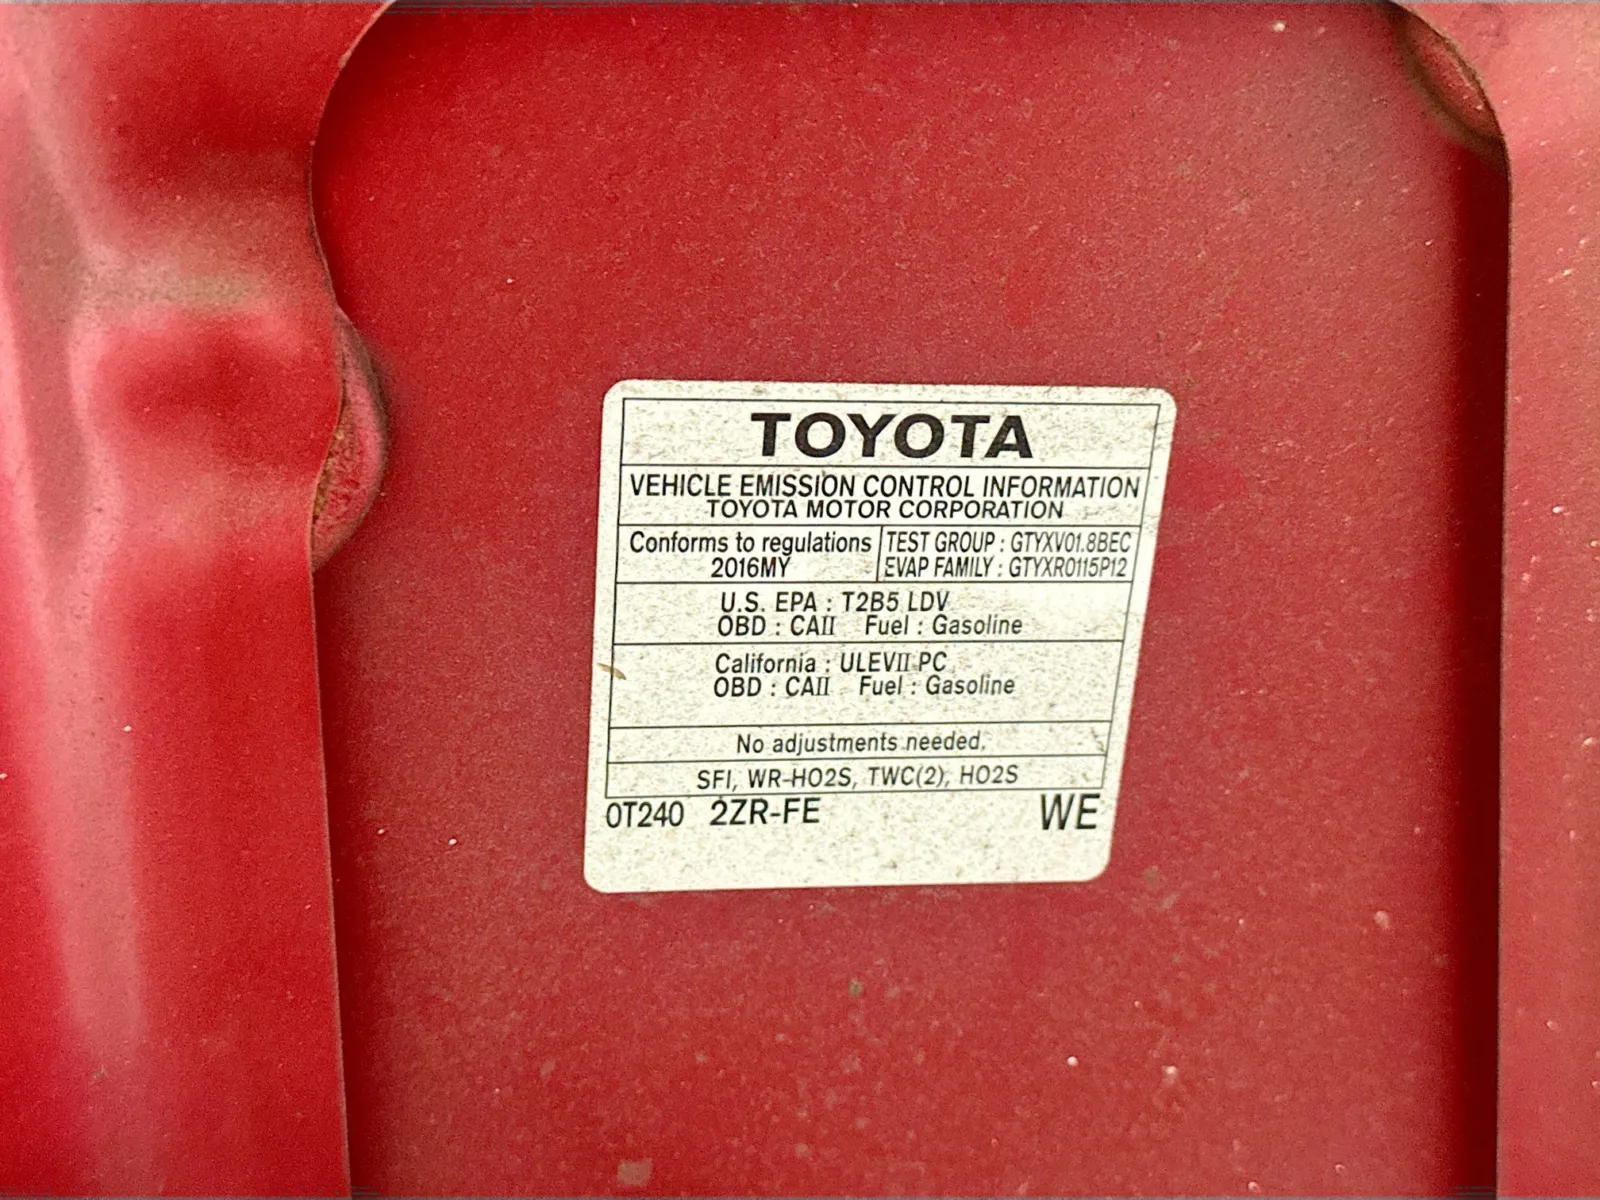 TOYOTA
VEHICLE EMISSION CONTROL INFORMATION
TOYOTA MOTOR CORPORATION
Conforms to regulations
2016MY
TEST GROUP : GTYXV01.8BEC
EVAP FAMILY : GTYXR0115P12
U.S. EPA : T2B5 LDV
OBD : CAII Fuel : Gasoline
California : ULEVII PC
OBD : CAII Fuel : Gasoline
No adjustments needed.
SFI, WR-HO2S, TWC(2), HO2S
0T240 2ZR-FE WE